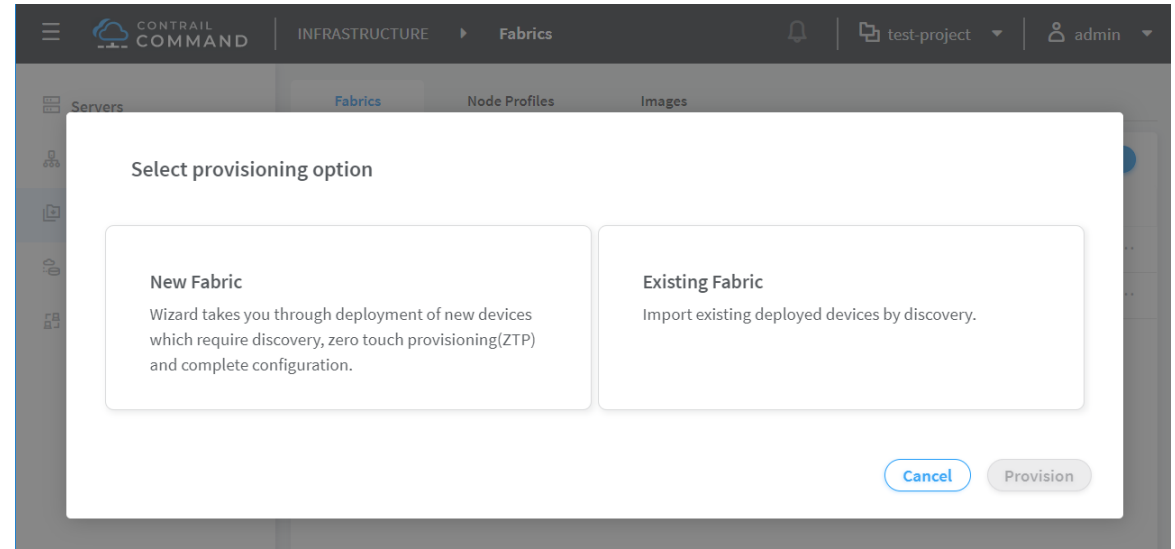 CONTRAIL
COMMAND
INFRASTRUCTURE
Fabrics
test-project
admin
Servers
Fabrics
Node Profiles
Images
Select provisioning option
New Fabric
Wizard takes you through deployment of new devices
which require discovery, zero touch provisioning(ZTP)
and complete configuration.
Existing Fabric
Import existing deployed devices by discovery.
Cancel
Provision